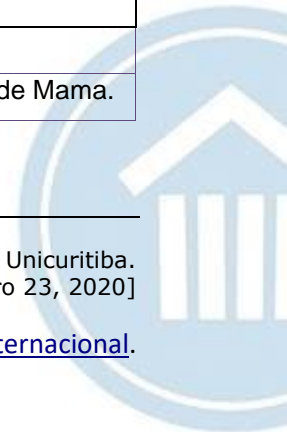 de Mama.
Unicuritiba.
ro 23, 2020]
ternacional.